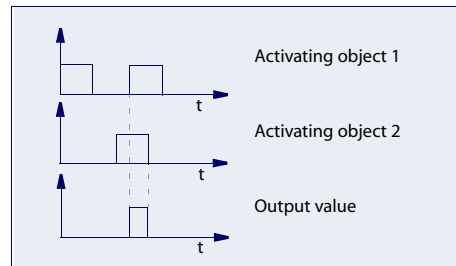 Activating object 1
t
Activating object 2
t
Output value
t